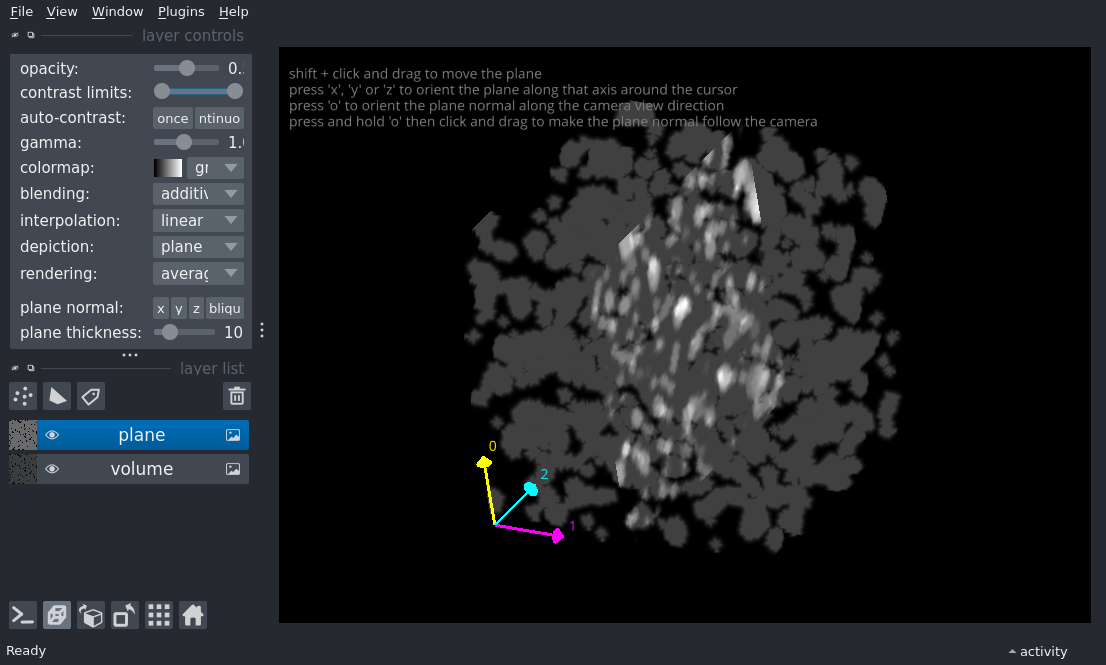 File View Window Plugins Help
layer controls
opacity: 0.
contrast limits:
auto-contrast: once ntinuo
gamma: 1.
colormap: gr
blending: additiv
interpolation: linear
depiction: plane
rendering: averag
plane normal: x y z bliqu
plane thickness: 10
layer list
plane
volume
Ready
shift + click and drag to move the plane
press 'x', 'y' or 'z' to orient the plane along that axis around the cursor
press 'o' to orient the plane normal along the camera view direction
press and hold 'o' then click and drag to make the plane normal follow the camera
0
2
1
activity